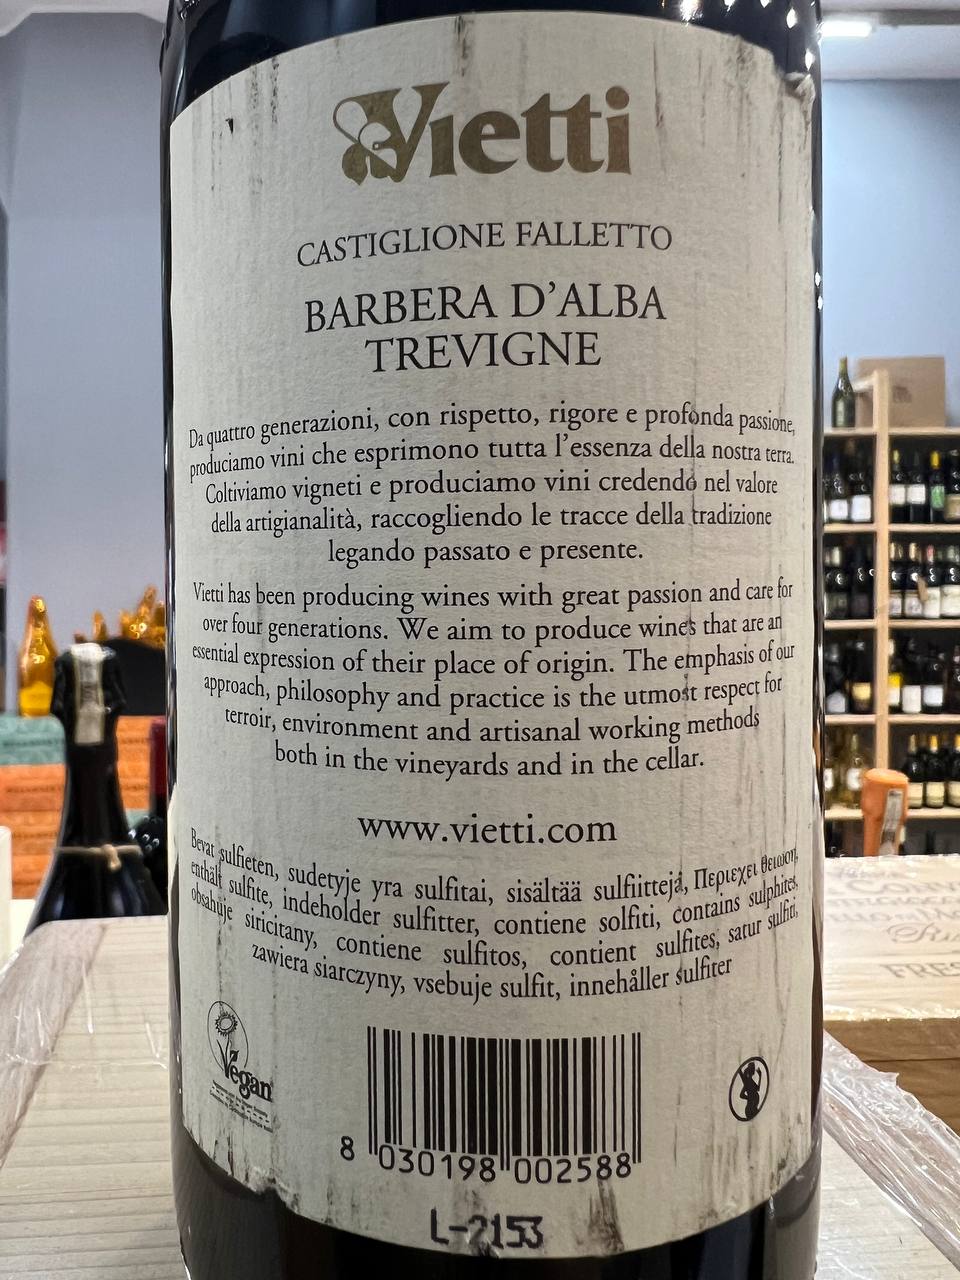 Vietti
CASTIGLIONE FALLETTO
BARBERA D'ALBA
TREVIGNE
Da quattro generazioni, con rispetto, rigore e profonda passione,
produciamo vini che esprimono tutta l'essenza della nostra terra.
Coltiviamo vigneti e produciamo vini credendo nel valore
della artigianalità, raccogliendo le tracce della tradizione
legando passato e presente.
Vietti has been producing wines with great passion and care for
over four generations. We aim to produce wines that are an
essential expression of their place of origin. The emphasis of our
approach, philosophy and practice is the utmost respect for
terroir, environment and artisanal working methods
both in the vineyards and in the cellar.
www.vietti.com
Bevat sulfieten, sudetyje yra sulfitai, sisältää sulfiittejä, Περιεχει θειωση,
enthält sulfite, indeholder sulfitter, contiene solfiti, contains sulphites,
obsahuje siricitany, contiene sulfitos, contient sulfites, satur sulfiti,
zawiera siarczyny, vsebuje sulfit, innehåller sulfiter
Vegan
8 030198 002588
L-2153